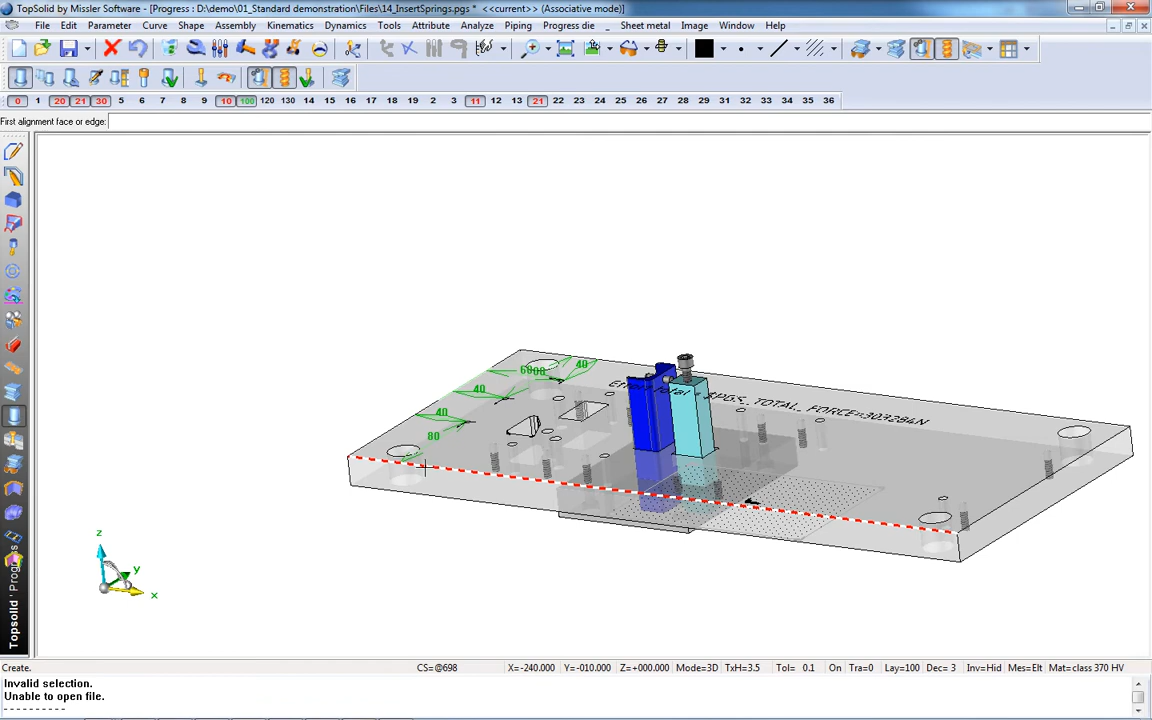 TopSolid by Missler Software - [Progress : D:\demo\01_Standard demonstration\Files\14_InsertSprings.pgs * <<current>> (Associative mode)]
File Edit Parameter Curve Shape Assembly Kinematics Dynamics Tools Attribute Analyze Piping Progress die _ Sheet metal Image Window Help
0 1 20 21 30 5 6 7 8 9 10 100 120 130 14 15 16 17 18 19 2 3 11 12 13 21 22 23 24 25 26 27 28 29 30 31 32 33 34 35 36
First alignment face or edge:
40
40
40
80
TOTAL_FORCE=303284N
z
y
x
Topsolid 'Progress
Create. CS=@698 X=-240.000 Y=-010.000 Z=+000.000 Mode=3D TxH=3.5 Tol= 0.1 On Tra=0 Lay=100 Dec= 3 Inv=Hid Mes=Elt Mat=class 370 HV
Invalid selection.
Unable to open file.
----------